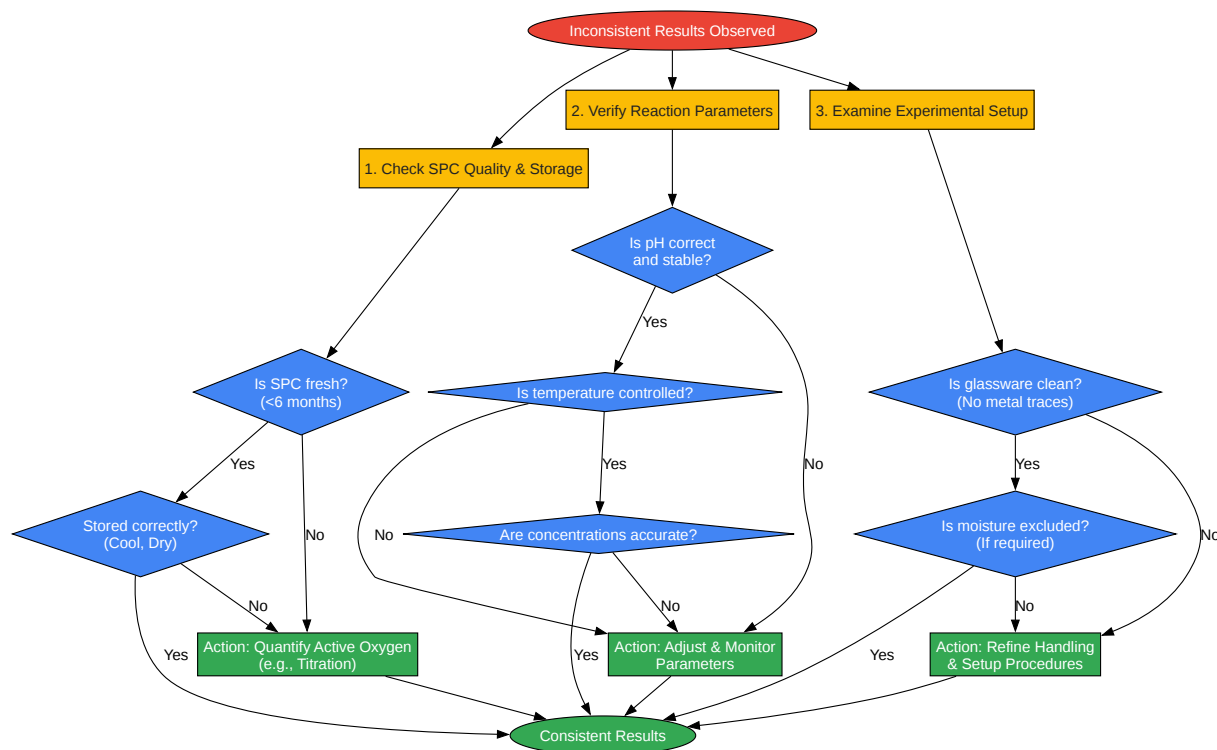 Inconsistent Results Observed
2. Verify Reaction Parameters
3. Examine Experimental Setup
1. Check SPC Quality & Storage
Is pH correct
and stable?
Yes
Is SPC fresh?
(<6 months)
Is temperature controlled?
Is glassware clean?
(No metal traces)
Yes
Yes
No
Yes
Stored correctly?
(Cool, Dry)
No
No
Are concentrations accurate?
Is moisture excluded?
(If required)
No
No
No
No
Yes
Action: Quantify Active Oxygen
(e.g., Titration)
Yes
Action: Adjust & Monitor
Parameters
Yes
Action: Refine Handling
& Setup Procedures
Consistent Results